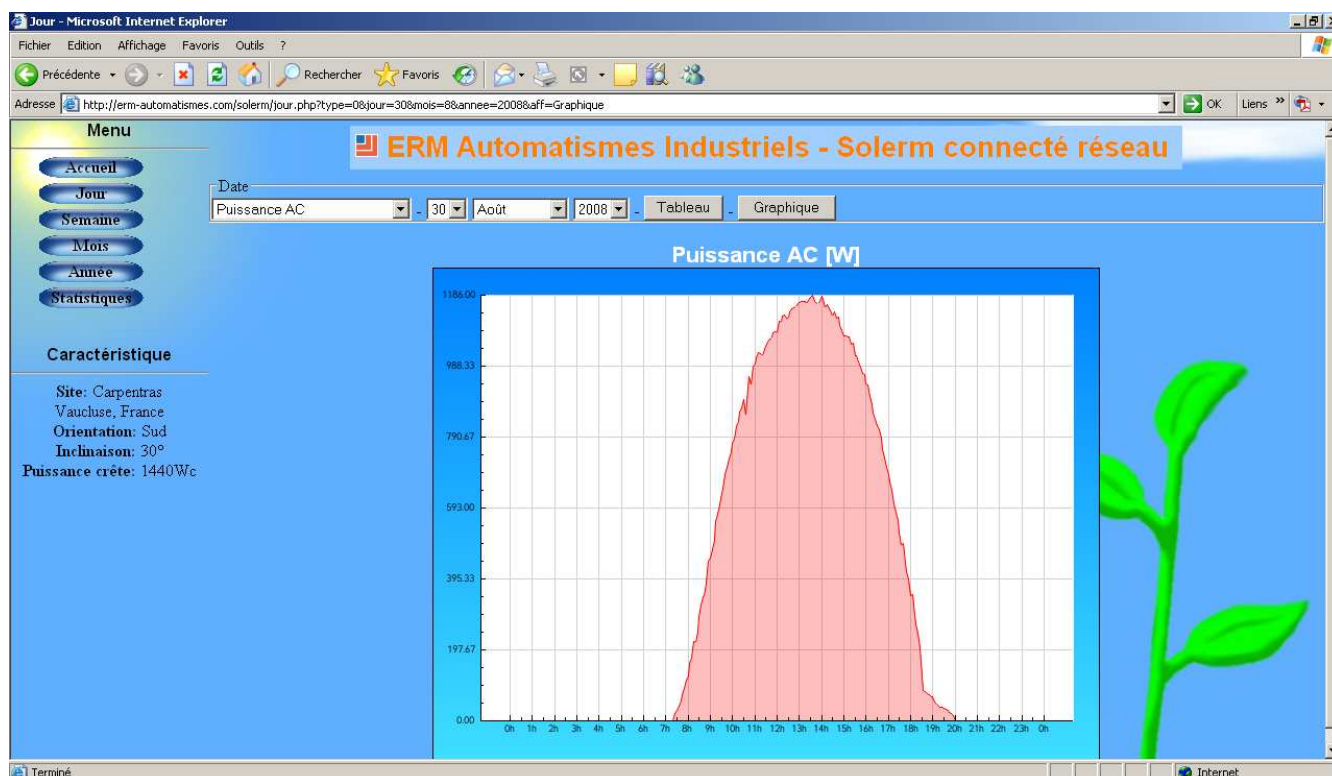 Jour - Microsoft Internet Explorer
Fichier Edition Affichage Favoris Outils ?
Précédente Rechercher Favoris
Adresse http://erm-automatismes.com/solerm/jour.php?type=0&jour=30&mois=8&annee=2008&aff=Graphique OK Liens »
Menu
Accueil
Jour
Semaine
Mois
Année
Statistiques
Caractéristique
Site: Carpentras
Vaucluse, France
Orientation: Sud
Inclinaison: 30°
Puissance crête: 1440Wc
ERM Automatismes Industriels - Solerm connecté réseau
Date
Puissance AC - 30 Août 2008 - Tableau - Graphique
Puissance AC [W]
1186.00
988.33
790.67
593.00
395.33
197.67
0.00
0h 1h 2h 3h 4h 5h 6h 7h 8h 9h 10h 11h 12h 13h 14h 15h 16h 17h 18h 19h 20h 21h 22h 23h 0h
Terminé Internet